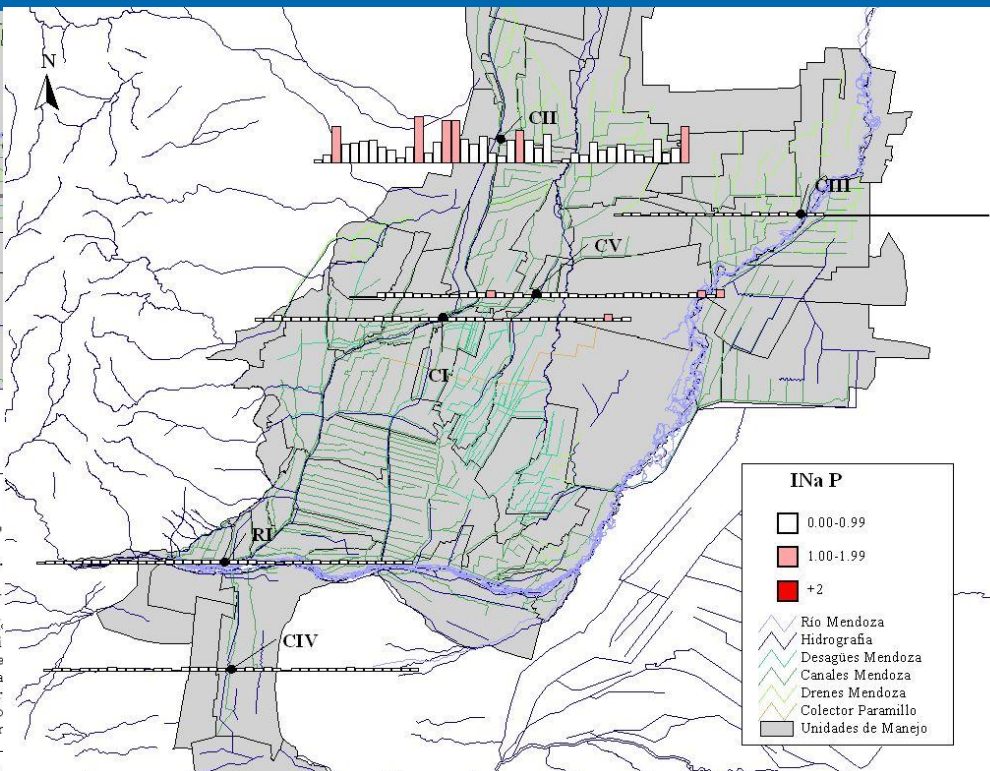 N
CII
CIII
CV
CI
RI
CIV
INa P
0.00-0.99
1.00-1.99
+2
Río Mendoza
Hidrografia
Desagües Mendoza
Canales Mendoza
Drenes Mendoza
Colector Paramillo
Unidades de Manejo